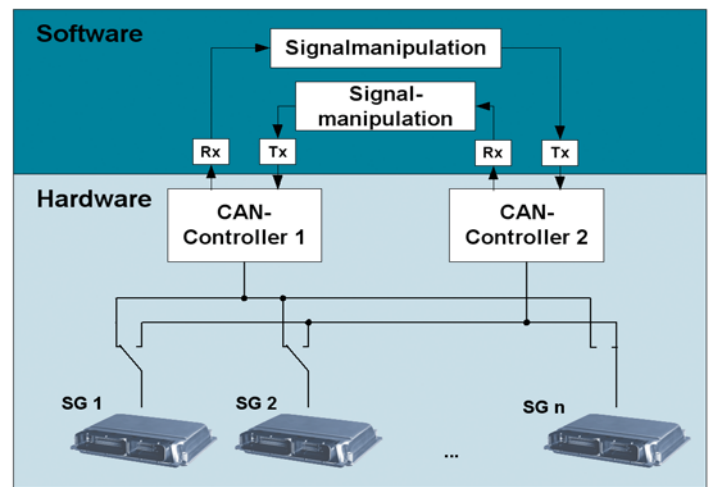 Software
Signalmanipulation
Signal-
manipulation
Rx
Tx
Rx
Tx
Hardware
CAN-
Controller 1
CAN-
Controller 2
SG 1
SG 2
SG n
...